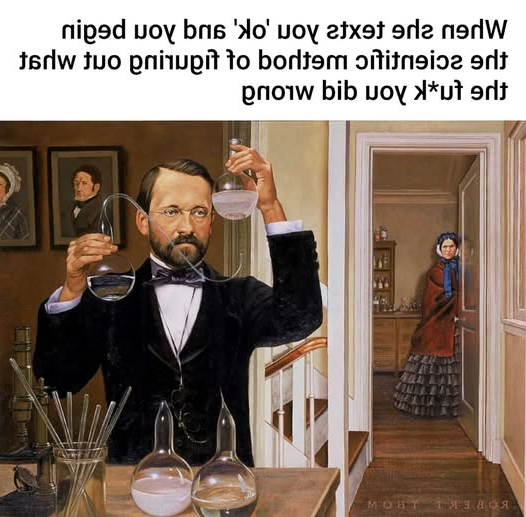 When she texts you 'ok' and you begin
the scientific method of figuring out what
the fu*k you did wrong
ROBERT THOM